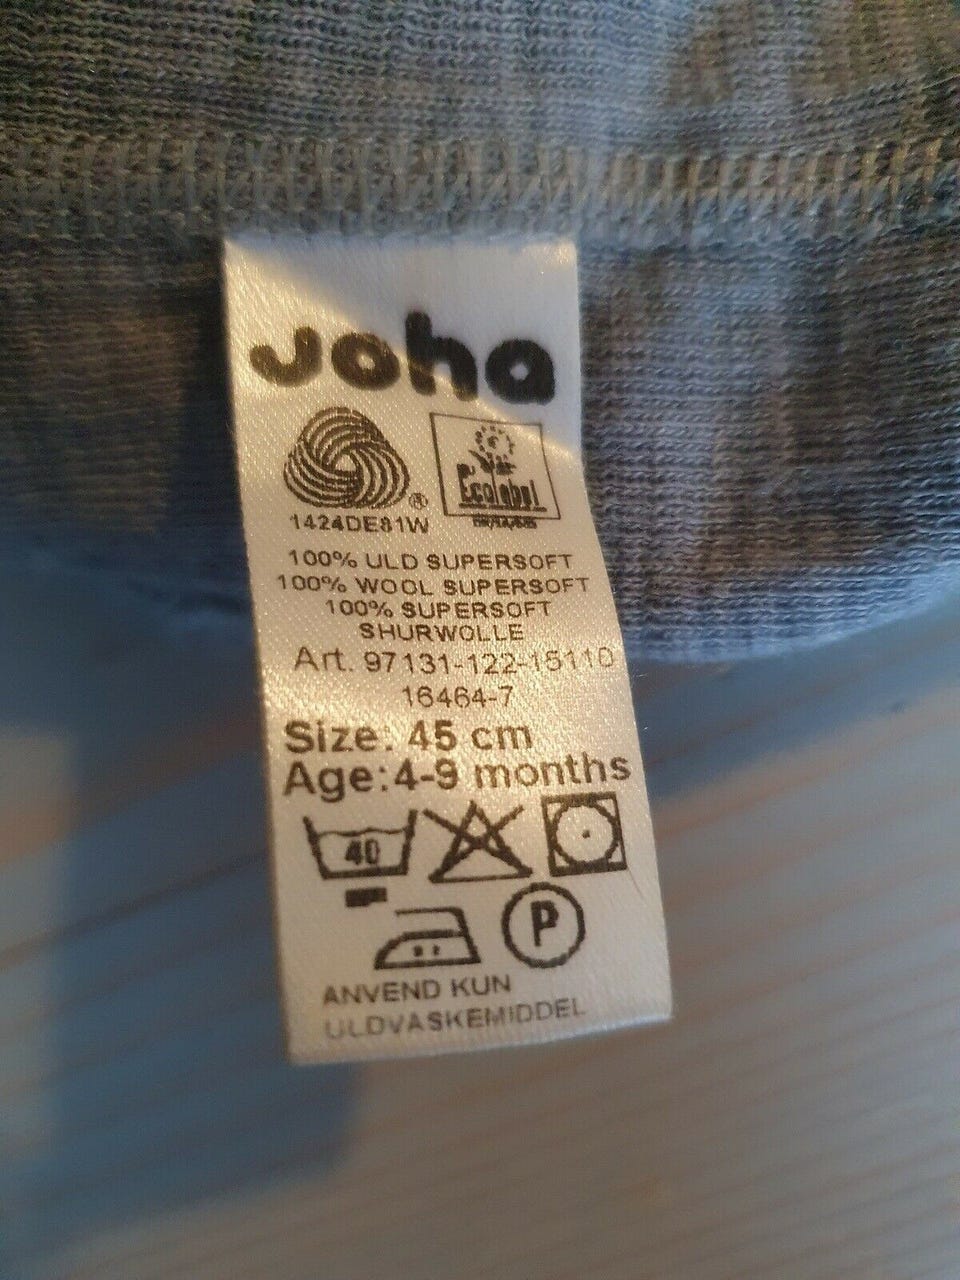 Joha
Ecolabel
®
1424DE81W
100% ULD SUPERSOFT
100% WOOL SUPERSOFT
100% SUPERSOFT
SHURWOLLE
Art. 97131-122-15110
16464-7
Size: 45 cm
Age:4-9 months
40
P
ANVEND KUN
ULDVASKEMIDDEL